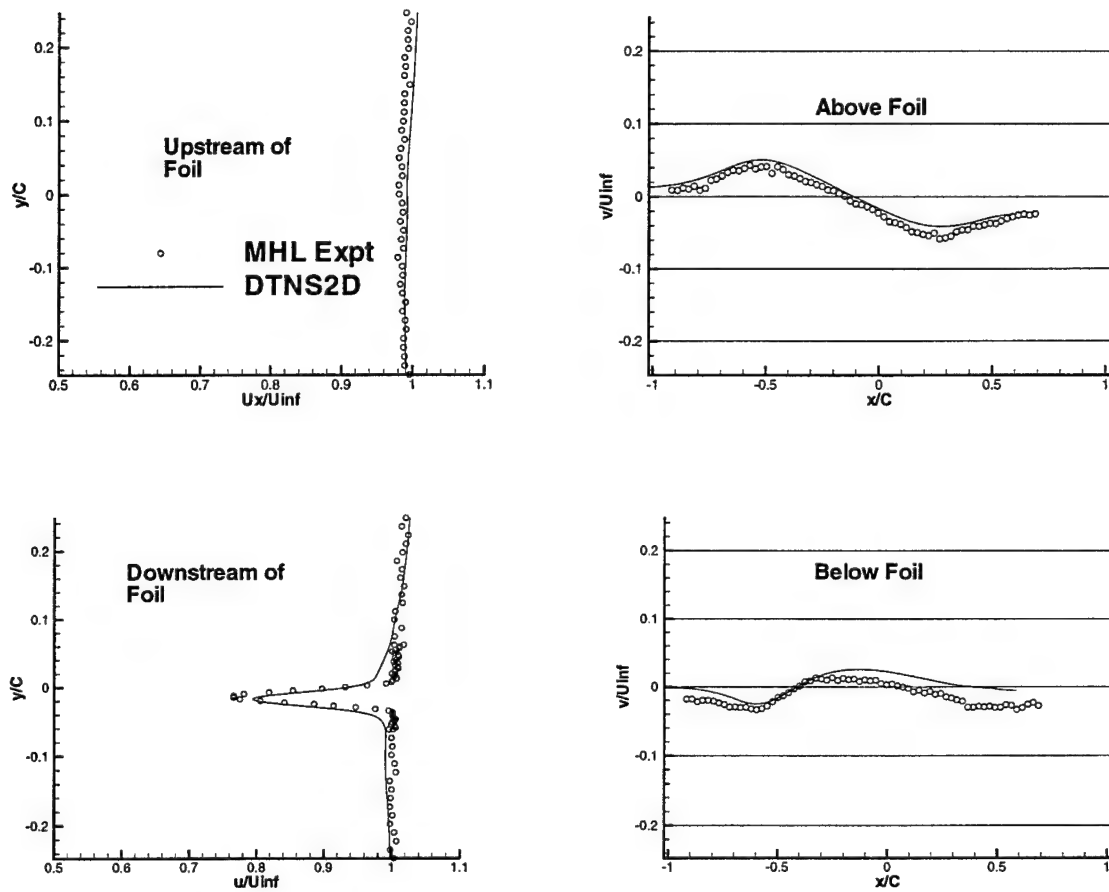 0.2
0.1
0
-0.1
-0.2
y/C
Upstream of
Foil
MHL Expt
DTNS2D
0.5
0.6
0.7
0.8
0.9
1
1.1
Ux/Uinf
0.2
0.1
0
-0.1
-0.2
v/Uinf
Above Foil
-1
-0.5
0
0.5
1
x/C
0.2
0.1
0
-0.1
-0.2
y/C
Downstream of
Foil
0.5
0.6
0.7
0.8
0.9
1
1.1
u/Uinf
0.2
0.1
0
-0.1
-0.2
v/Uinf
Below Foil
-1
-0.5
0
0.5
1
x/C